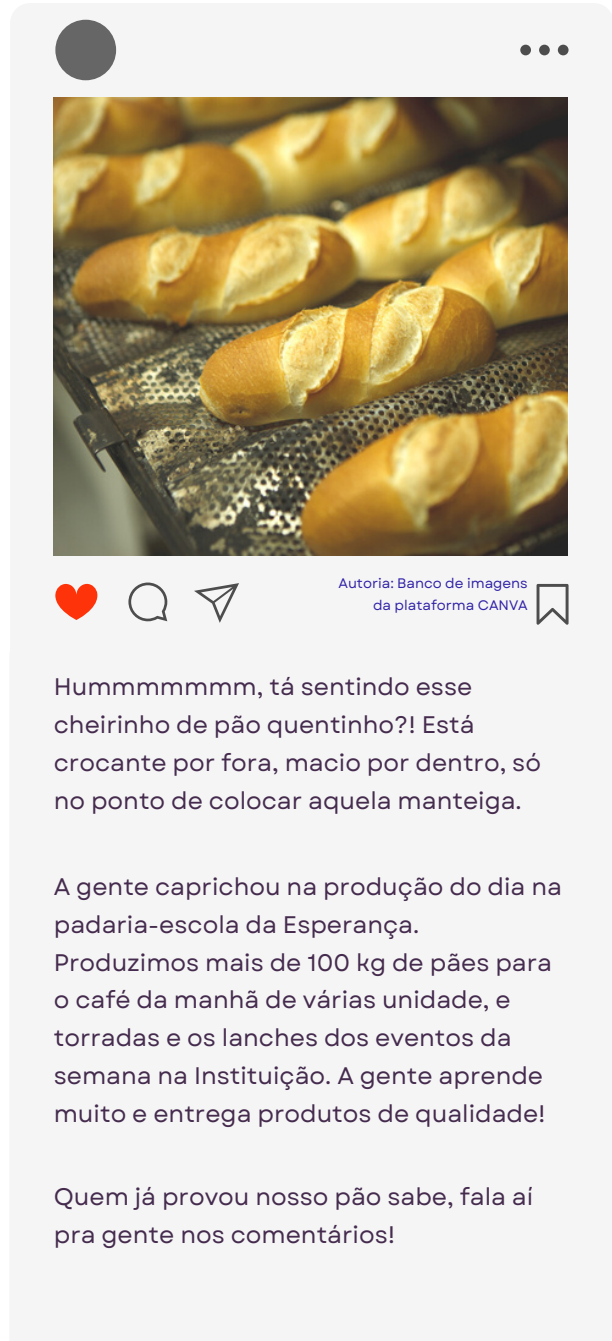 Autoria: Banco de imagens
da plataforma CANVA
Hummmmmmm, tá sentindo esse
cheirinho de pão quentinho?! Está
crocante por fora, macio por dentro, só
no ponto de colocar aquela manteiga.
A gente caprichou na produção do dia na
padaria-escola da Esperança.
Produzimos mais de 100 kg de pães para
o café da manhã de várias unidade, e
torradas e os lanches dos eventos da
semana na Instituição. A gente aprende
muito e entrega produtos de qualidade!
Quem já provou nosso pão sabe, fala aí
pra gente nos comentários!